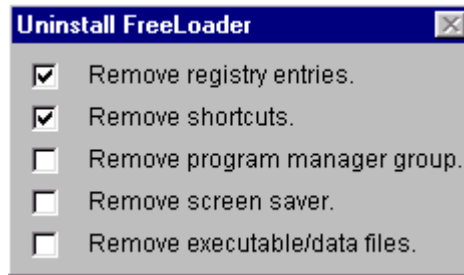 Uninstall FreeLoader
Remove registry entries.
Remove shortcuts.
Remove program manager group.
Remove screen saver.
Remove executable/data files.